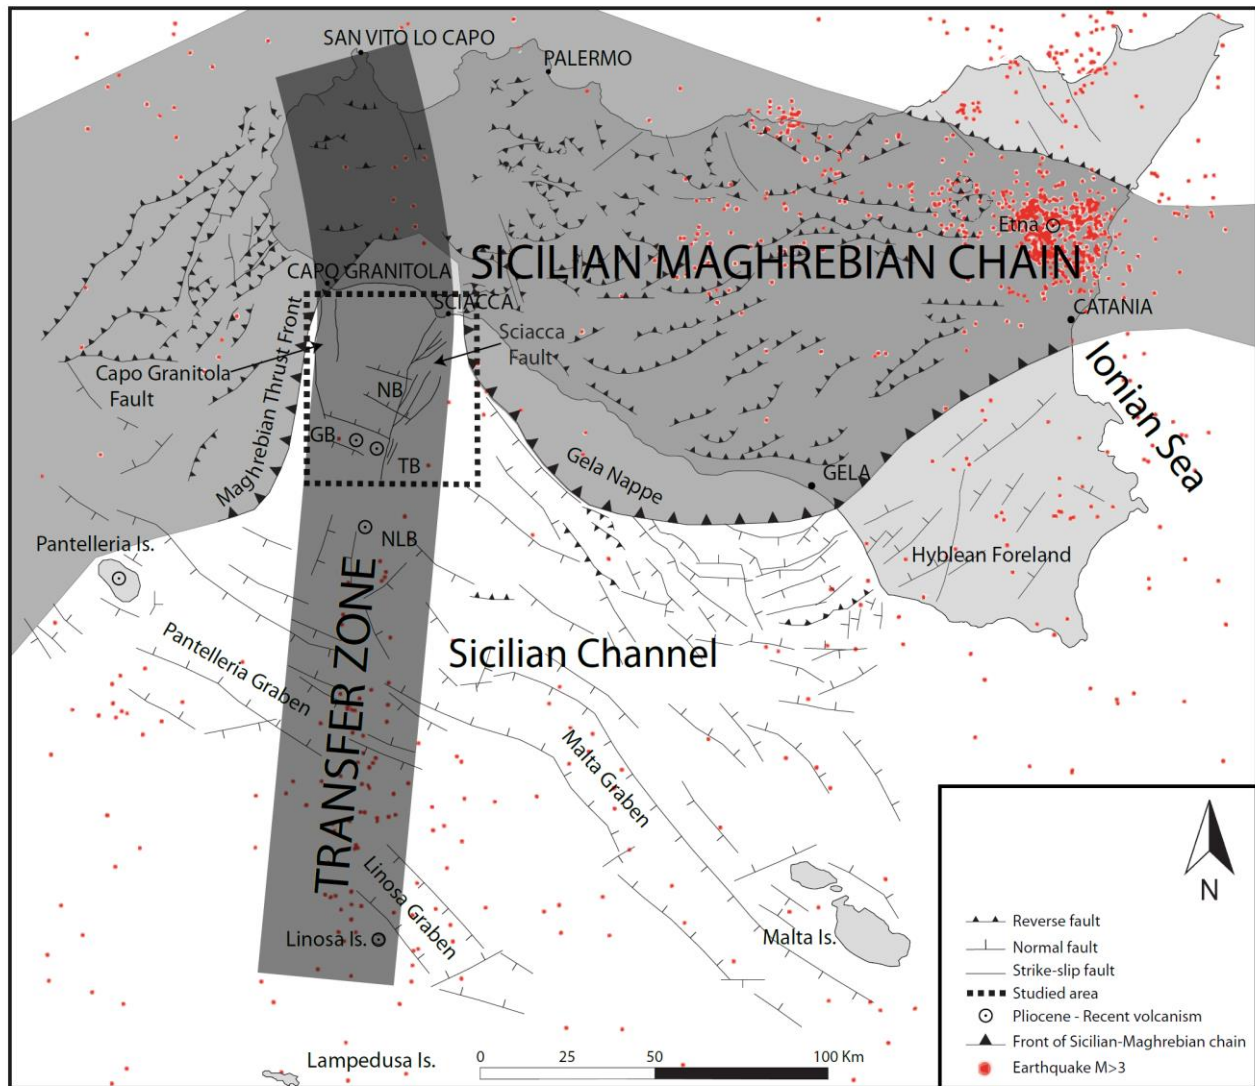 SAN VITO LO CAPO
PALERMO
Etna
SICILIAN MAGHREBIAN CHAIN
CAPO GRANITOLA
SCIACCA
CATANIA
Sciacca
Fault
Capo Granitola
Fault
Maghrebian Thrust Front
NB
GB
TB
Gela Nappe
GELA
Ionian Sea
NLB
Pantelleria Is.
Hyblean Foreland
TRANSFER ZONE
Pantelleria Graben
Sicilian Channel
Malta Graben
Linosa Graben
Linosa Is.
Malta Is.
Lampedusa Is.
0 25 50 100 Km
N
Reverse fault
Normal fault
Strike-slip fault
Studied area
Pliocene - Recent volcanism
Front of Sicilian-Maghrebian chain
Earthquake M>3